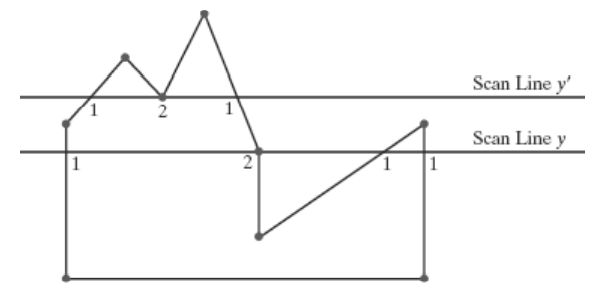 Scan Line y′
1 2 1
Scan Line y
1 2 1 1